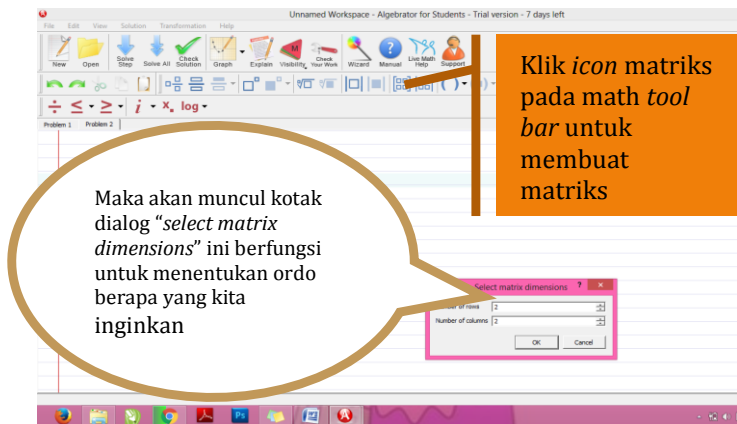 Unnamed Workspace - Algebrator for Students - Trial version - 7 days left
File Edit View Solution Transformation Help
New Open Solve Step Solve All Check Solution Graph Explain Visibility Check Your Work Wizard Manual Live Math Help Support
÷ ≤ ≥ i x. log
Problem 1 Problem 2
Klik icon matriks
pada math tool
bar untuk
membuat
matriks
Maka akan muncul kotak
dialog “select matrix
dimensions” ini berfungsi
untuk menentukan ordo
berapa yang kita
inginkan
Select matrix dimensions ? ×
Number of rows 2
Number of columns 2
OK Cancel
Ps